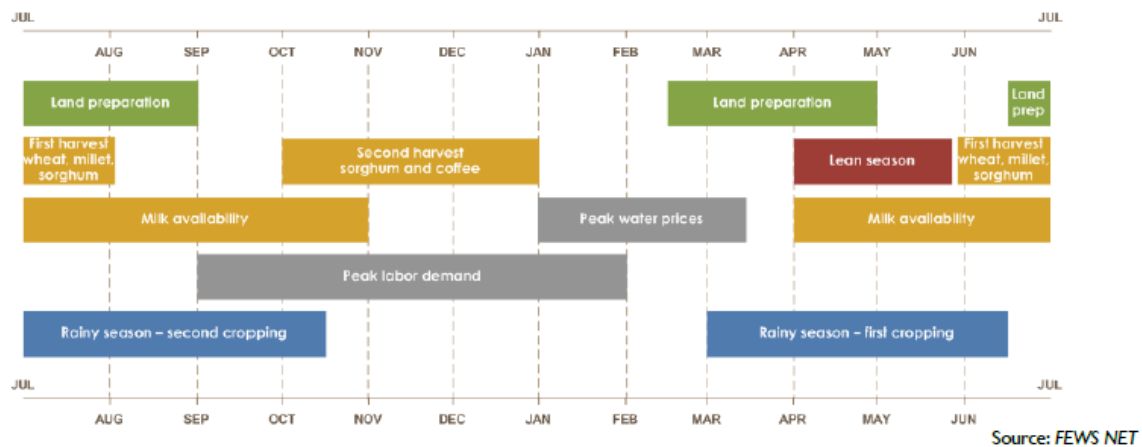 JUL JUL
AUG SEP OCT NOV DEC JAN FEB MAR APR MAY JUN
Land preparation
Land preparation
Land
prep
First harvest
wheat, millet,
sorghum
Second harvest
sorghum and coffee
Lean season
First harvest
wheat, millet,
sorghum
Milk availability
Peak water prices
Milk availability
Peak labor demand
Rainy season – second cropping
Rainy season – first cropping
JUL JUL
AUG SEP OCT NOV DEC JAN FEB MAR APR MAY JUN
Source: FEWS NET